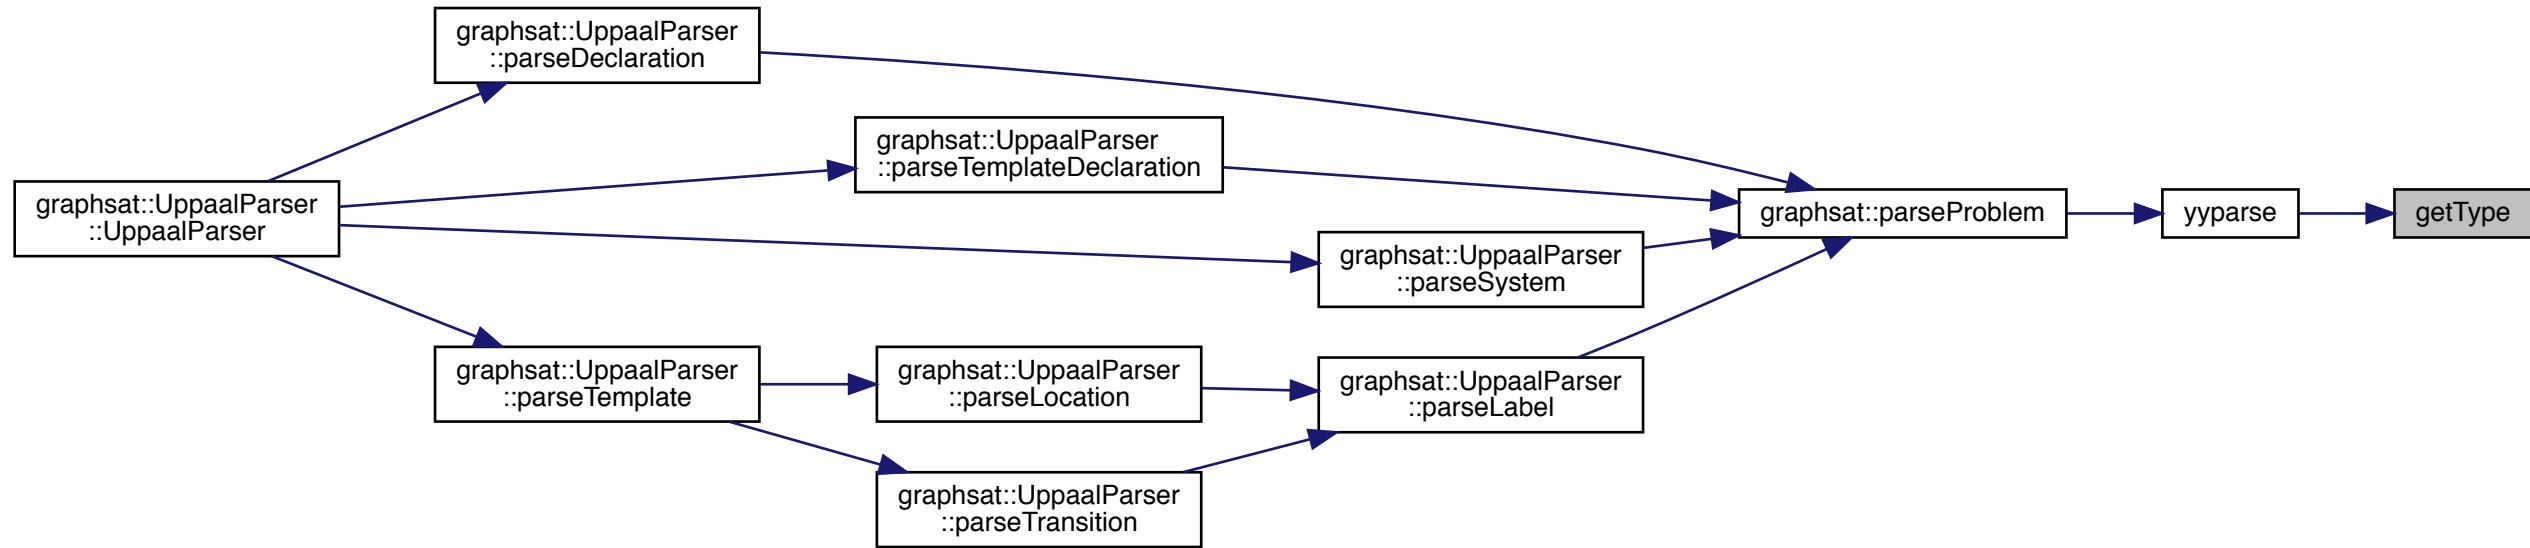 graphsat::UppaalParser
::parseDeclaration
graphsat::UppaalParser
::parseTemplateDeclaration
graphsat::UppaalParser
::UppaalParser
graphsat::parseProblem
yyparse
getType
graphsat::UppaalParser
::parseSystem
graphsat::UppaalParser
::parseTemplate
graphsat::UppaalParser
::parseLocation
graphsat::UppaalParser
::parseLabel
graphsat::UppaalParser
::parseTransition